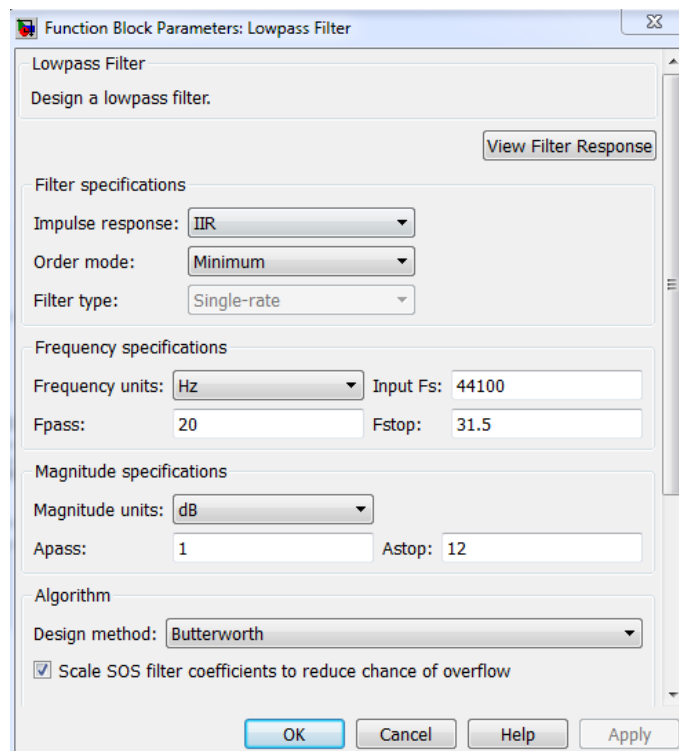 Function Block Parameters: Lowpass Filter
Lowpass Filter
Design a lowpass filter.
View Filter Response
Filter specifications
Impulse response: IIR
Order mode: Minimum
Filter type: Single-rate
Frequency specifications
Frequency units: Hz Input Fs: 44100
Fpass: 20 Fstop: 31.5
Magnitude specifications
Magnitude units: dB
Apass: 1 Astop: 12
Algorithm
Design method: Butterworth
Scale SOS filter coefficients to reduce chance of overflow
OK Cancel Help Apply